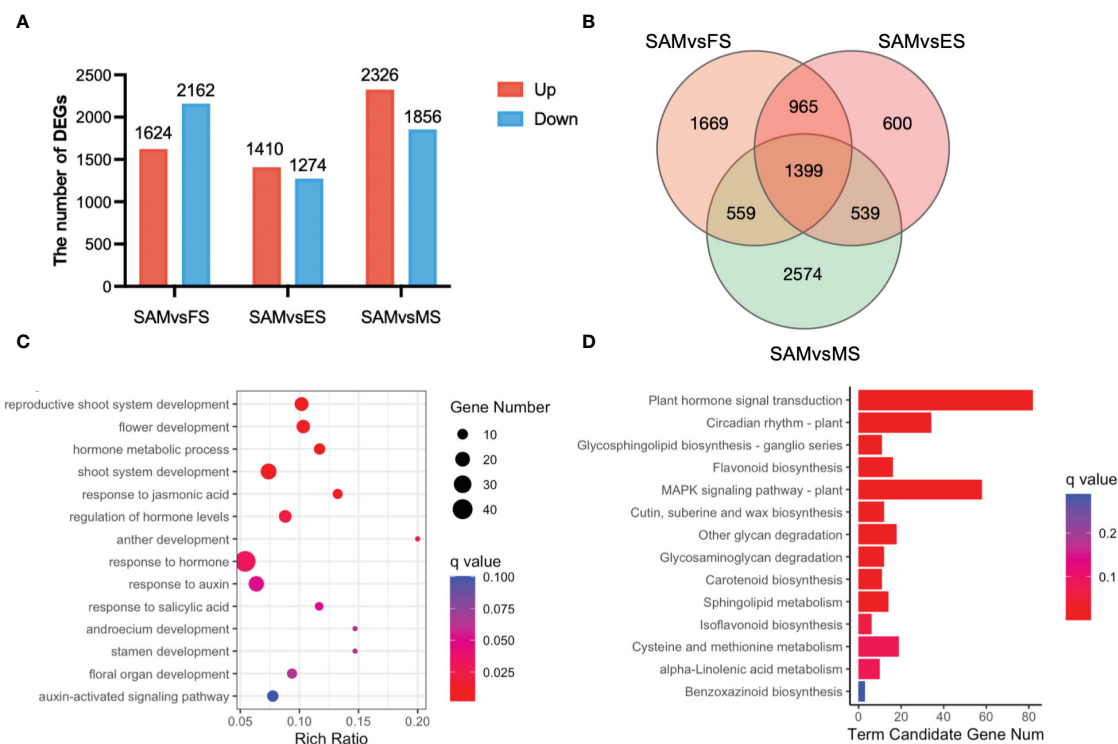 A
The number of DEGs
2500
2000
1500
1000
500
0
1624
2162
1410
1274
2326
1856
SAMvsFS
SAMvsES
SAMvsMS
Up
Down
B
SAMvsFS
SAMvsES
1669
965
600
1399
559
539
2574
SAMvsMS
C
reproductive shoot system development
flower development
hormone metabolic process
shoot system development
response to jasmonic acid
regulation of hormone levels
anther development
response to hormone
response to auxin
response to salicylic acid
androecium development
stamen development
floral organ development
auxin-activated signaling pathway
0.05
0.10
0.15
0.20
Rich Ratio
Gene Number
10
20
30
40
q value
0.100
0.075
0.050
0.025
D
Plant hormone signal transduction
Circadian rhythm - plant
Glycosphingolipid biosynthesis - ganglio series
Flavonoid biosynthesis
MAPK signaling pathway - plant
Cutin, suberine and wax biosynthesis
Other glycan degradation
Glycosaminoglycan degradation
Carotenoid biosynthesis
Sphingolipid metabolism
Isoflavonoid biosynthesis
Cysteine and methionine metabolism
alpha-Linolenic acid metabolism
Benzoxazinoid biosynthesis
0
20
40
60
80
Term Candidate Gene Num
q value
0.2
0.1